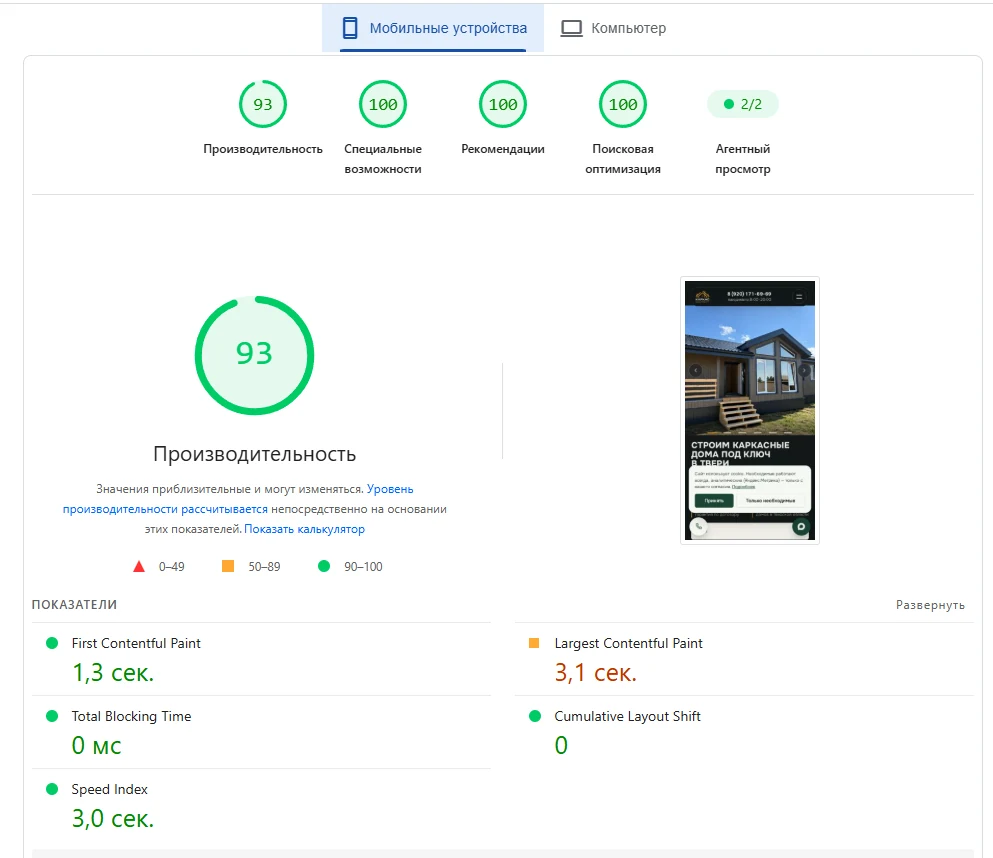 Мобильные устройства
Компьютер
93
100
100
100
2/2
Производительность
Специальные
возможности
Рекомендации
Поисковая
оптимизация
Агентный
просмотр
93
Производительность
Значения приблизительные и могут изменяться. Уровень
производительности рассчитывается непосредственно на основании
этих показателей. Показать калькулятор
0–49
50–89
90–100
СТРОИМ КАРКАСНЫЕ
ДОМА ПОД КЛЮЧ
В ТВЕРИ
Принять
Только необходимые
ПОКАЗАТЕЛИ
Развернуть
First Contentful Paint
1,3 сек.
Largest Contentful Paint
3,1 сек.
Total Blocking Time
0 мс
Cumulative Layout Shift
0
Speed Index
3,0 сек.